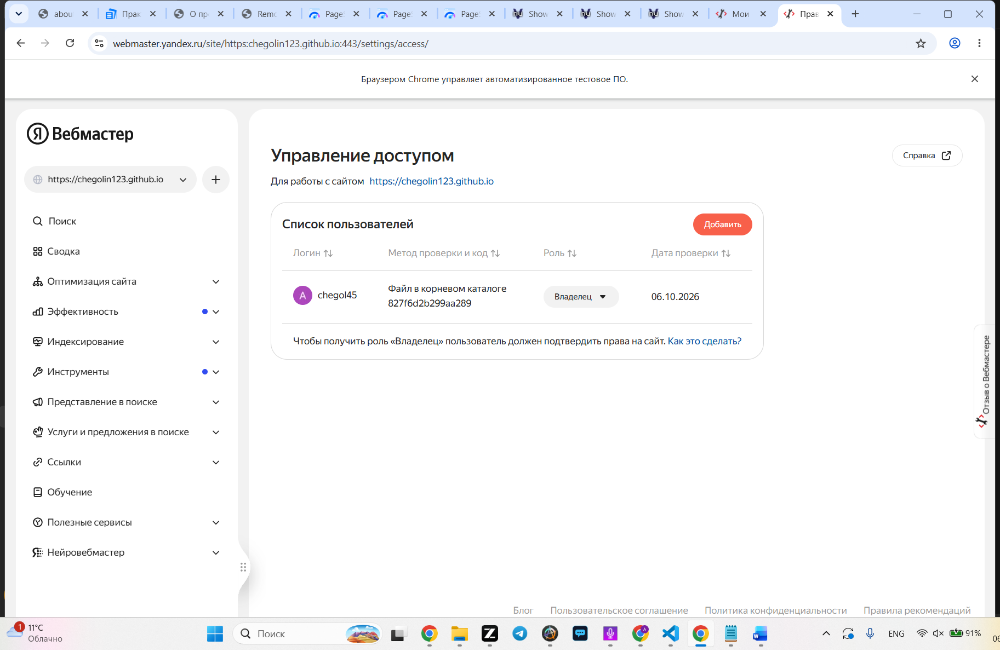 abou
Прак
О пр
Remo
Page
Page
Page
Show
Show
Show
Мои
Прав
webmaster.yandex.ru/site/https:chegolin123.github.io:443/settings/access/
Браузером Chrome управляет автоматизированное тестовое ПО.
Я Вебмастер
https://chegolin123.github.io
Поиск
Сводка
Оптимизация сайта
Эффективность
Индексирование
Инструменты
Представление в поиске
Услуги и предложения в поиске
Ссылки
Обучение
Полезные сервисы
Нейровебмастер
Управление доступом
Справка
Для работы с сайтом https://chegolin123.github.io
Список пользователей
Добавить
Логин Метод проверки и код Роль Дата проверки
A chegol45 Файл в корневом каталоге
827f6d2b299aa289
Владелец
06.10.2026
Чтобы получить роль «Владелец» пользователь должен подтвердить права на сайт. Как это сделать?
Отзыв о Вебмастере
Блог Пользовательское соглашение Политика конфиденциальности Правила рекомендаций
1
11°C
Облачно
Поиск
A
ENG
91%
06